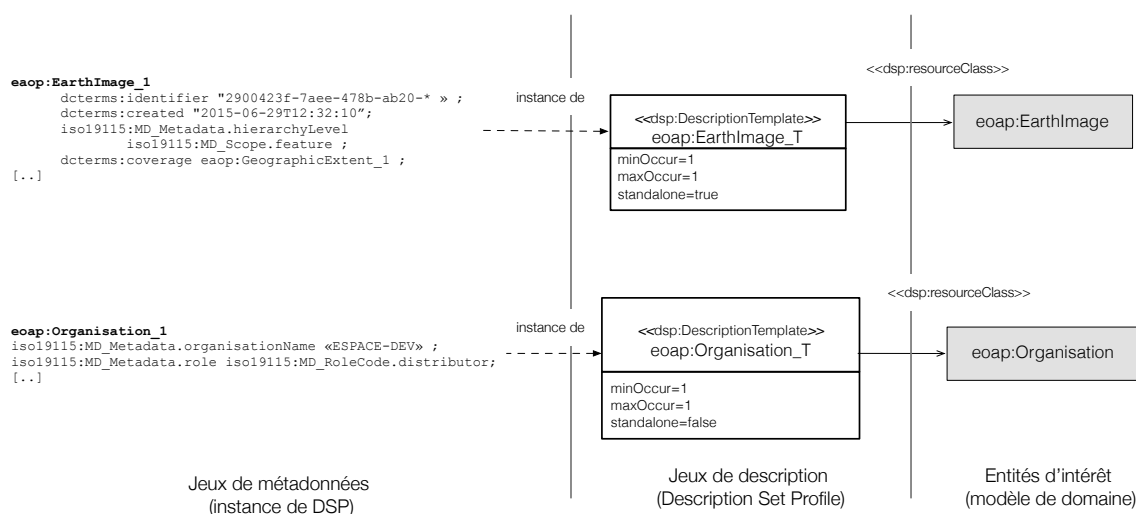 eaop:EarthImage_1
dcterms:identifier "2900423f-7aee-478b-ab20-* » ;
dcterms:created "2015-06-29T12:32:10";
iso19115:MD_Metadata.hierarchyLevel
iso19115:MD_Scope.feature ;
dcterms:coverage eaop:GeographicExtent_1 ;
[..]
instance de
<<dsp:DescriptionTemplate>>
eoap:EarthImage_T
minOccur=1
maxOccur=1
standalone=true
<<dsp:resourceClass>>
eoap:EarthImage
eoap:Organisation_1
iso19115:MD_Metadata.organisationName «ESPACE-DEV» ;
iso19115:MD_Metadata.role iso19115:MD_RoleCode.distributor;
[..]
instance de
<<dsp:DescriptionTemplate>>
eoap:Organisation_T
minOccur=1
maxOccur=1
standalone=false
<<dsp:resourceClass>>
eoap:Organisation
Jeux de métadonnées
(instance de DSP)
Jeux de description
(Description Set Profile)
Entités d'intérêt
(modèle de domaine)